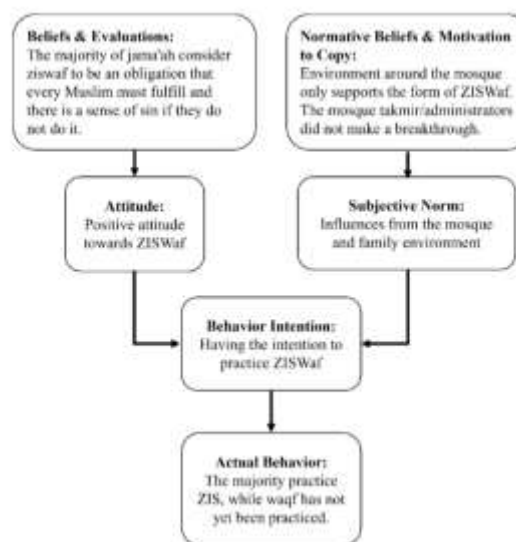 Beliefs & Evaluations:
The majority of jama'ah consider
ziswaf to be an obligation that
every Muslim must fulfill and
there is a sense of sin if they do
not do it.
Normative Beliefs & Motivation
to Copy:
Environment around the mosque
only supports the form of ZISWaf.
The mosque takmir/administrators
did not make a breakthrough.
Attitude:
Positive attitude
towards ZISWaf
Subjective Norm:
Influences from the mosque
and family environment
Behavior Intention:
Having the intention to
practice ZISWaf
Actual Behavior:
The majority practice
ZIS, while waqf has not
yet been practiced.